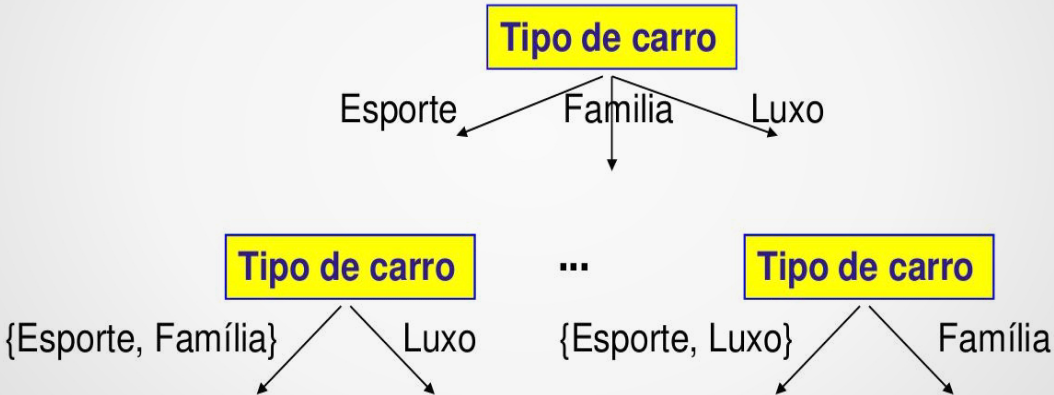 Tipo de carro
Esporte Familia Luxo
Tipo de carro ... Tipo de carro
{Esporte, Família} Luxo {Esporte, Luxo} Família